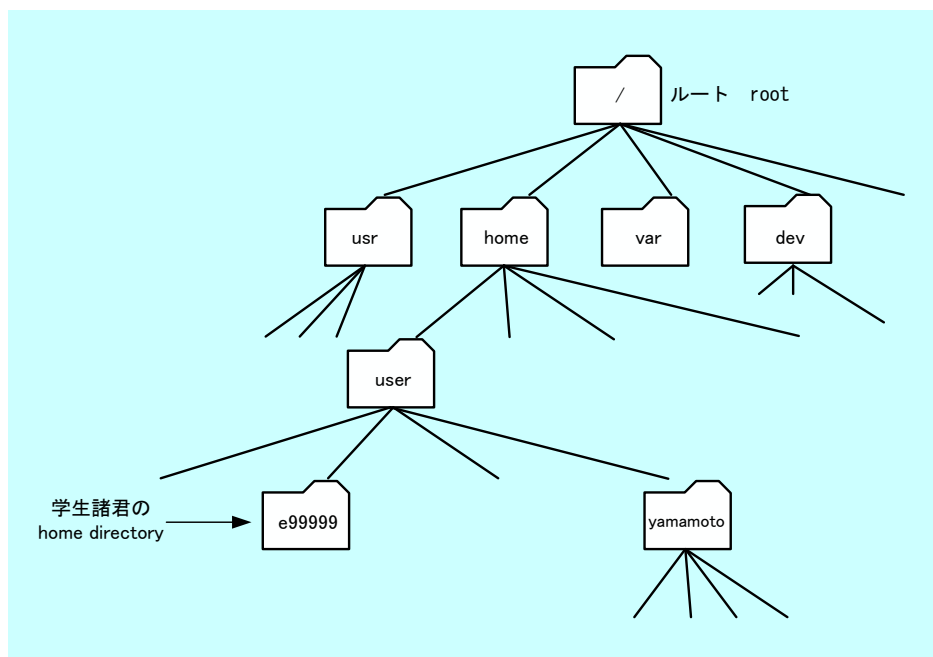 /
ルート root
usr
home
var
dev
user
学生諸君の
home directory
e99999
yamamoto